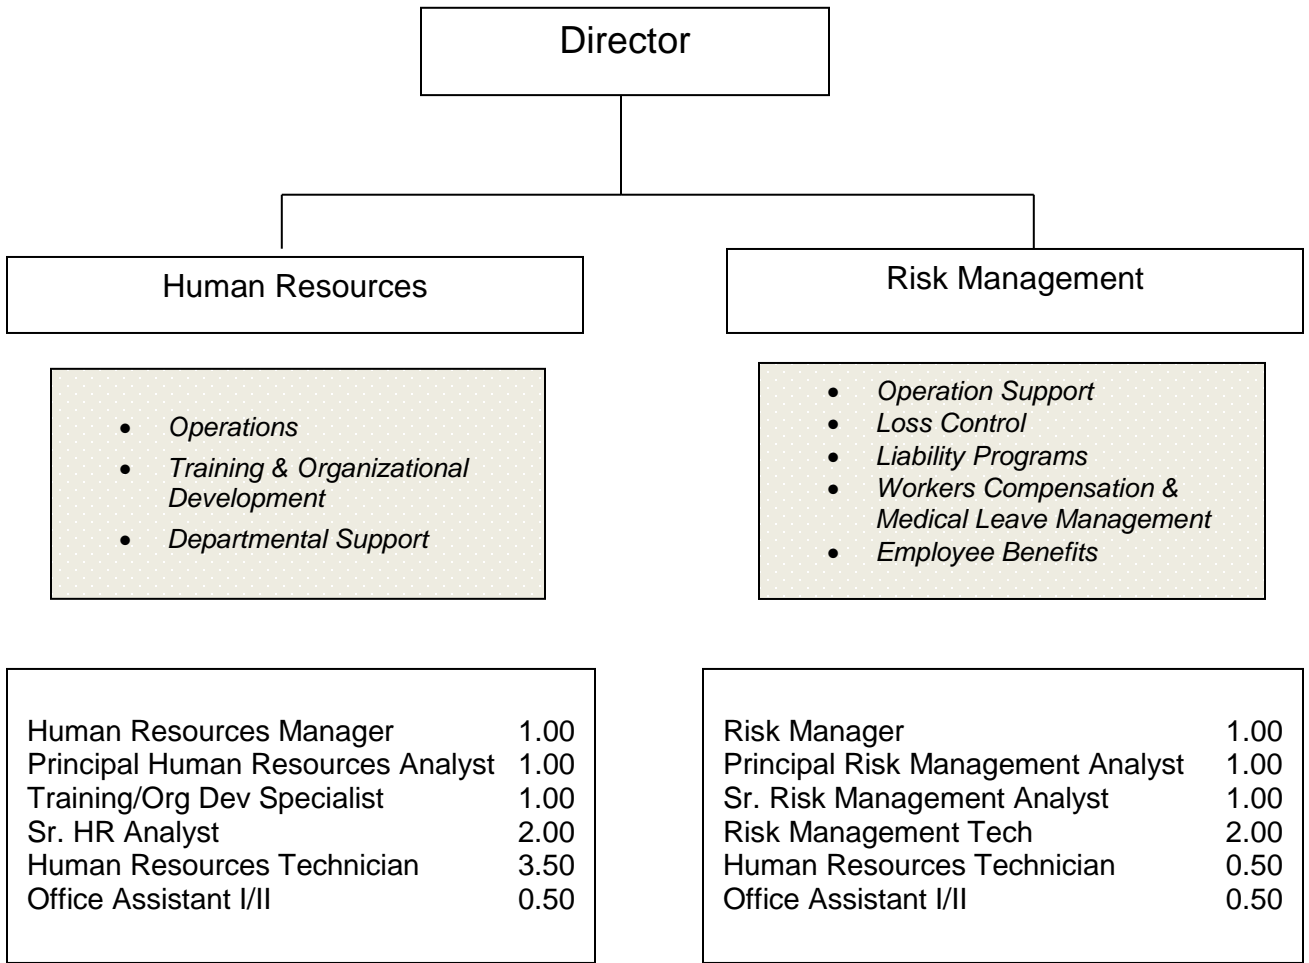 Director
Human Resources
Risk Management
• Operations
• Training & Organizational
Development
• Departmental Support
• Operation Support
• Loss Control
• Liability Programs
• Workers Compensation &
Medical Leave Management
• Employee Benefits
Human Resources Manager 1.00
Principal Human Resources Analyst 1.00
Training/Org Dev Specialist 1.00
Sr. HR Analyst 2.00
Human Resources Technician 3.50
Office Assistant I/II 0.50
Risk Manager 1.00
Principal Risk Management Analyst 1.00
Sr. Risk Management Analyst 1.00
Risk Management Tech 2.00
Human Resources Technician 0.50
Office Assistant I/II 0.50